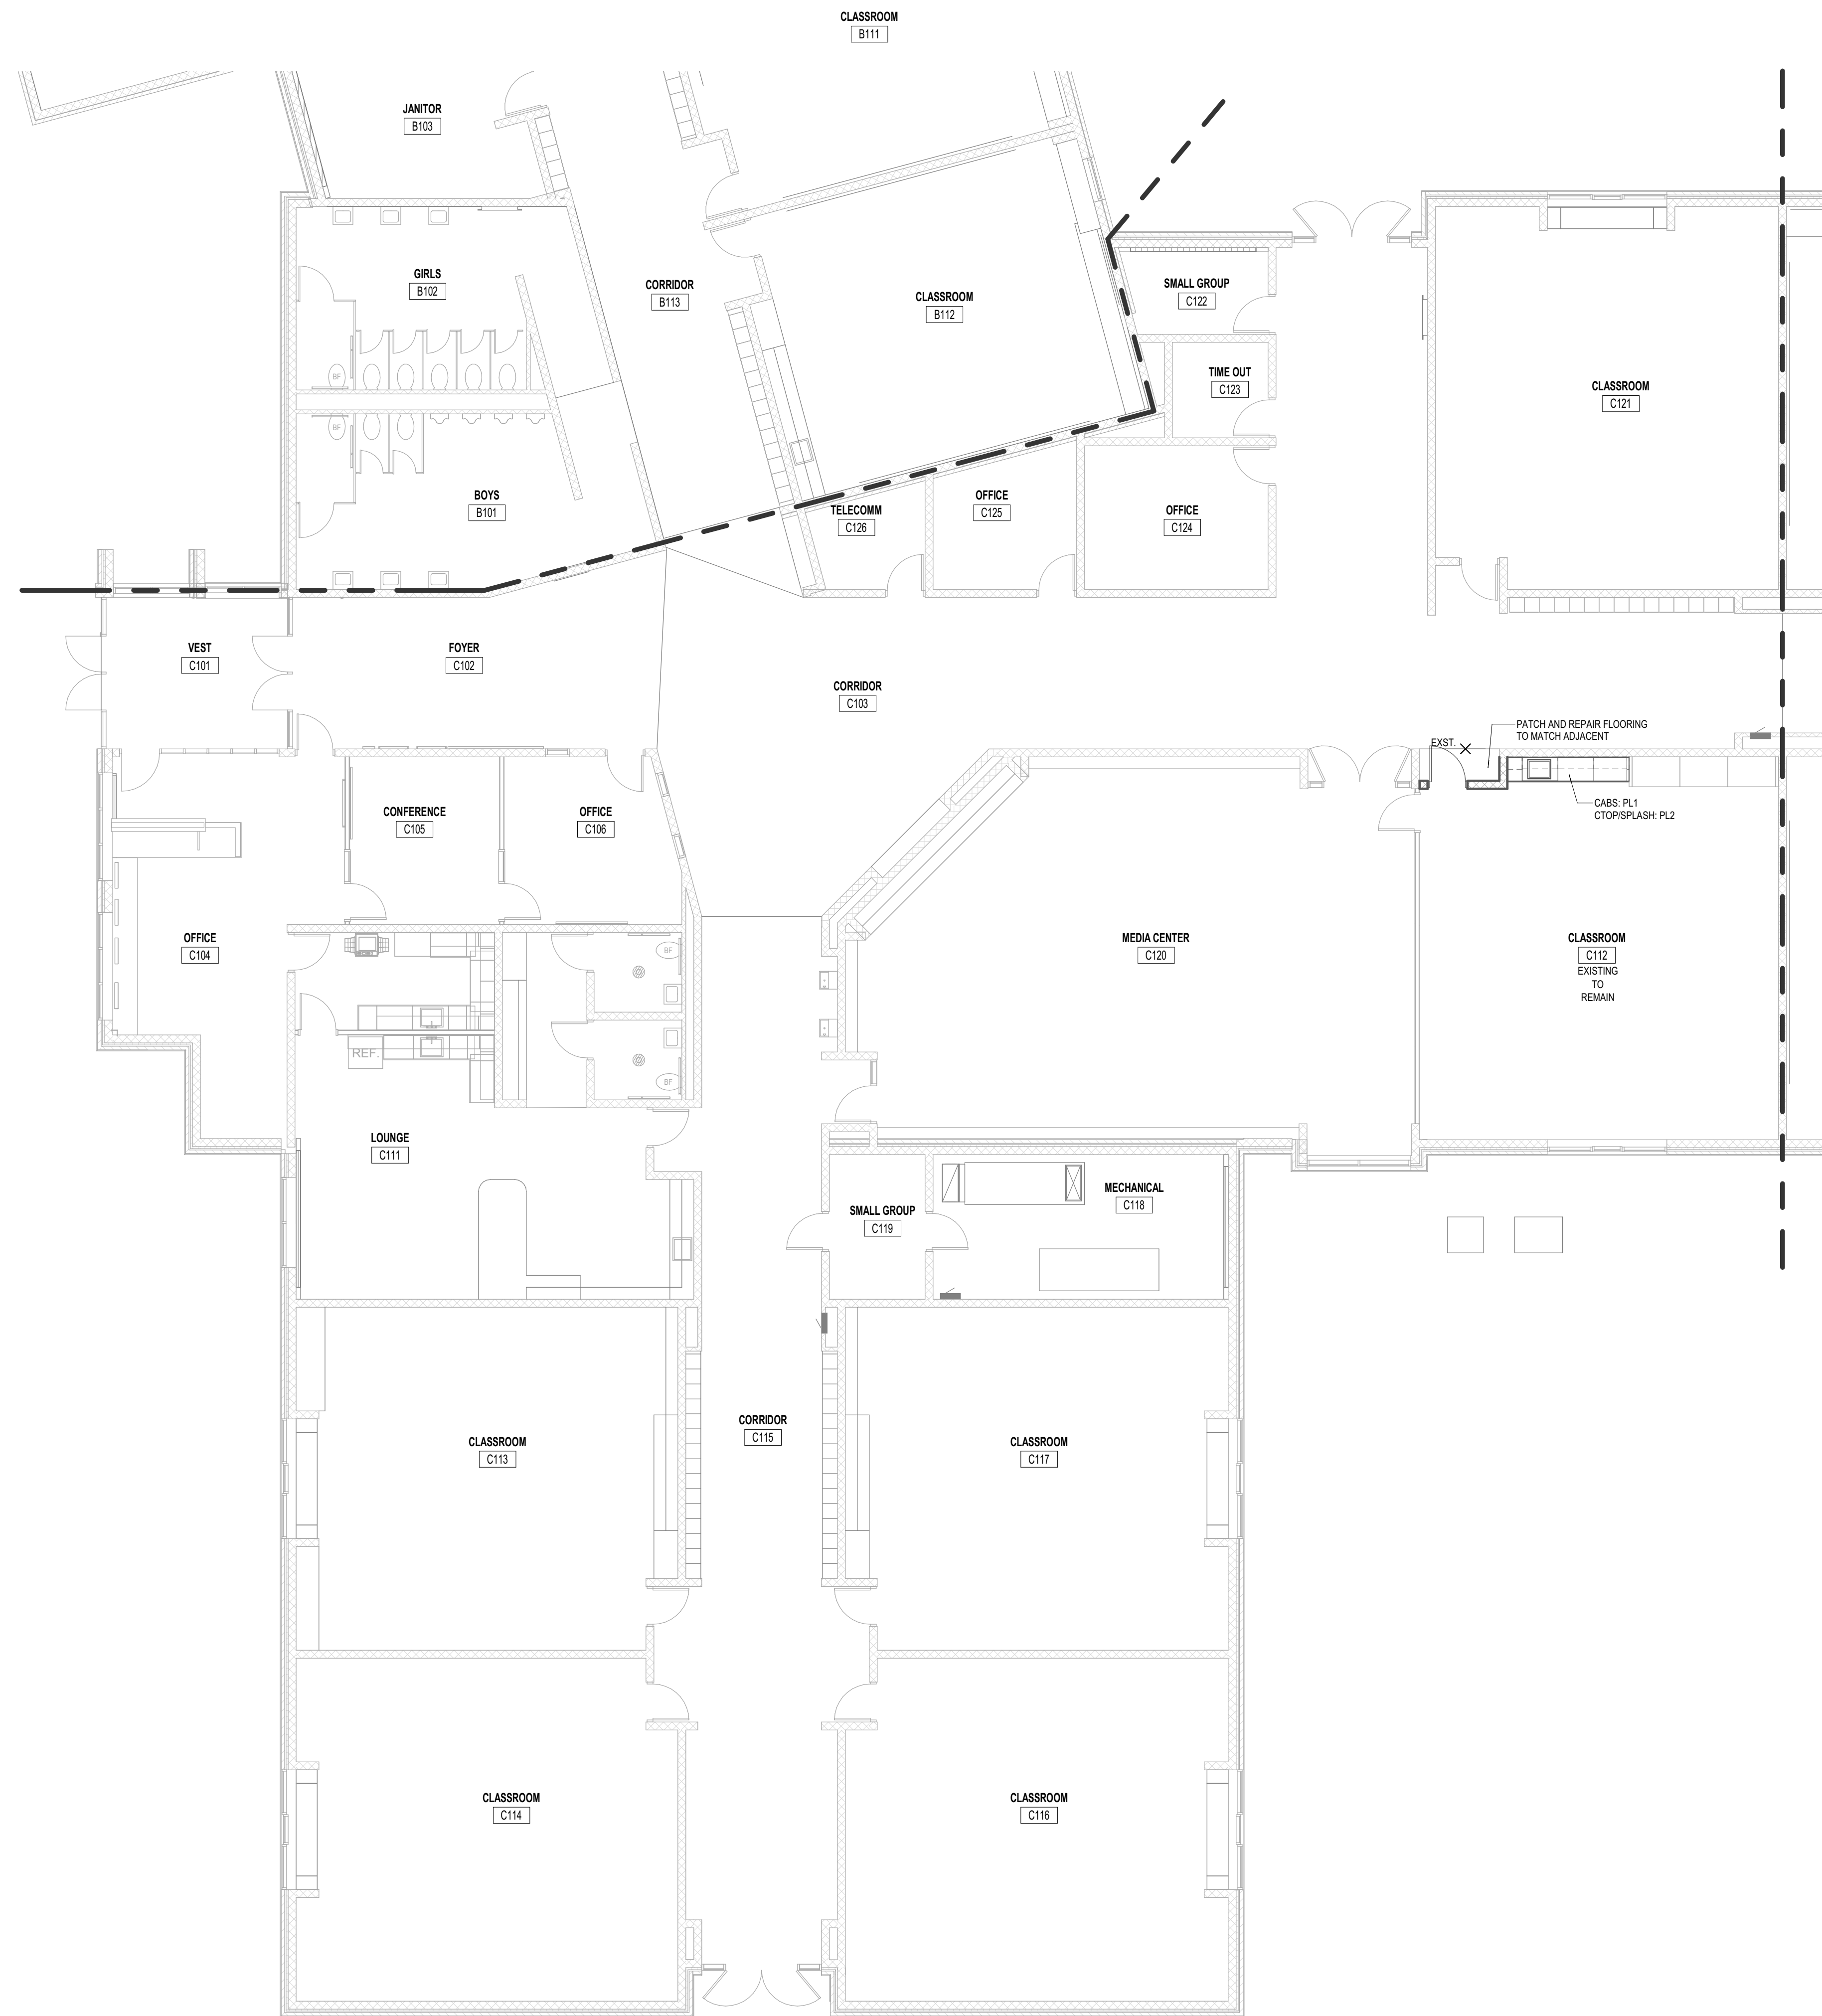 CLASSROOM
B111
JANITOR
B103
GIRLS
B102
CORRIDOR
B113
CLASSROOM
B112
SMALL GROUP
C122
TIME OUT
C123
CLASSROOM
C121
BF
BF
BOYS
B101
TELECOMM
C126
OFFICE
C125
OFFICE
C124
VEST
C101
FOYER
C102
CORRIDOR
C103
PATCH AND REPAIR FLOORING
TO MATCH ADJACENT
EXST.
CABS: PL1
CTOP/SPLASH: PL2
CONFERENCE
C105
OFFICE
C106
OFFICE
C104
BF
MEDIA CENTER
C120
CLASSROOM
C112
EXISTING
TO
REMAIN
REF.
BF
LOUNGE
C111
MECHANICAL
C118
SMALL GROUP
C119
CORRIDOR
C115
CLASSROOM
C113
CLASSROOM
C117
CLASSROOM
C114
CLASSROOM
C116